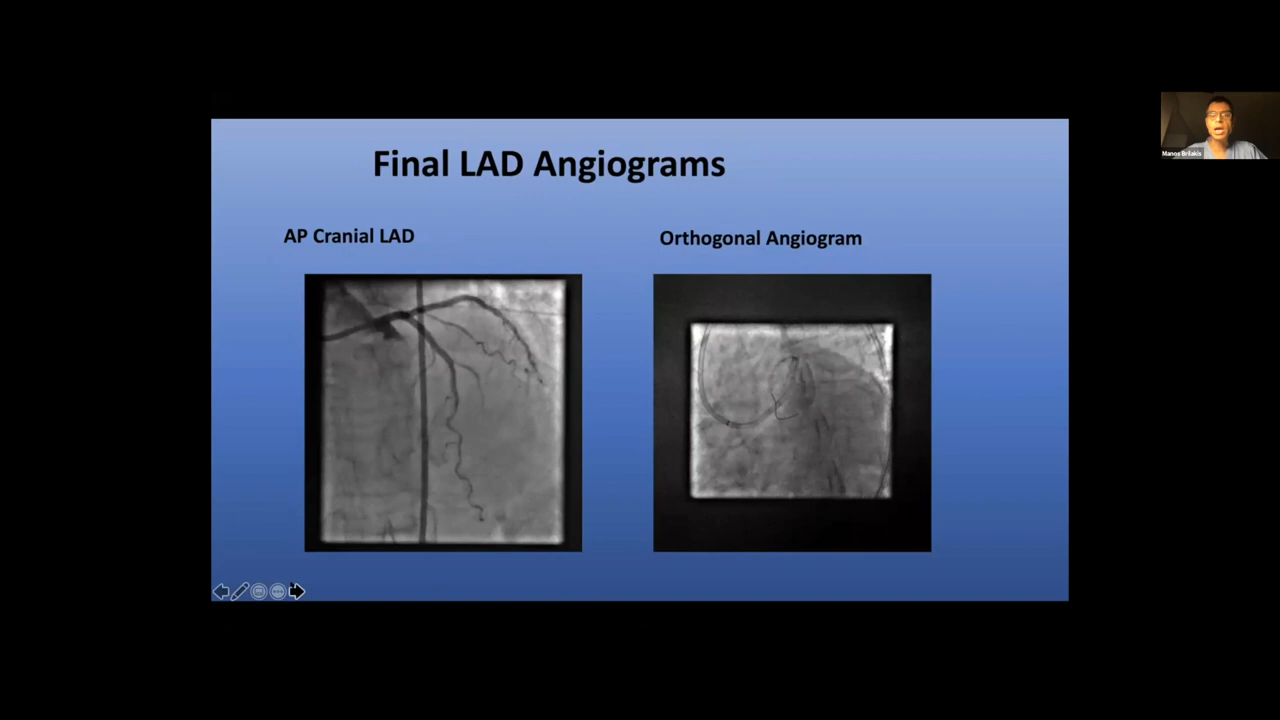 Final LAD Angiograms
AP Cranial LAD
Orthogonal Angiogram
Manos Brilakis